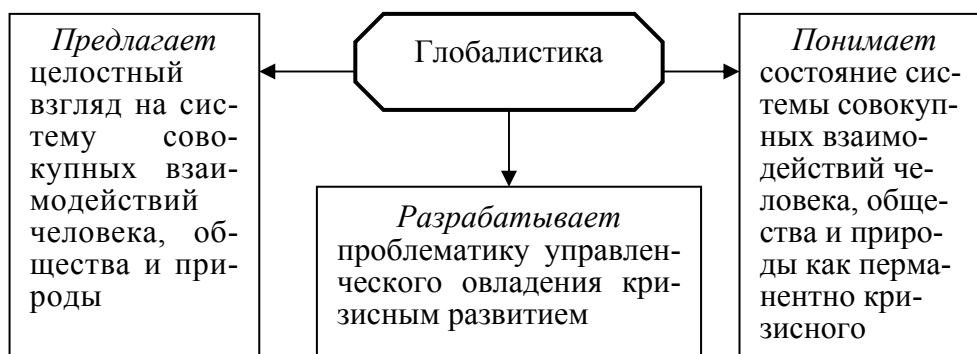 Глобалистика
Предлагает
целостный
взгляд на сис-
тему сово-
купных взаи-
модействий
человека, об-
щества и при-
роды
Разрабатывает
проблематику управлен-
ческого овладения кри-
зисным развитием
Понимает
состояние сис-
темы совокуп-
ных взаимо-
действий че-
ловека, обще-
ства и приро-
ды как перма-
нентно кри-
зисного